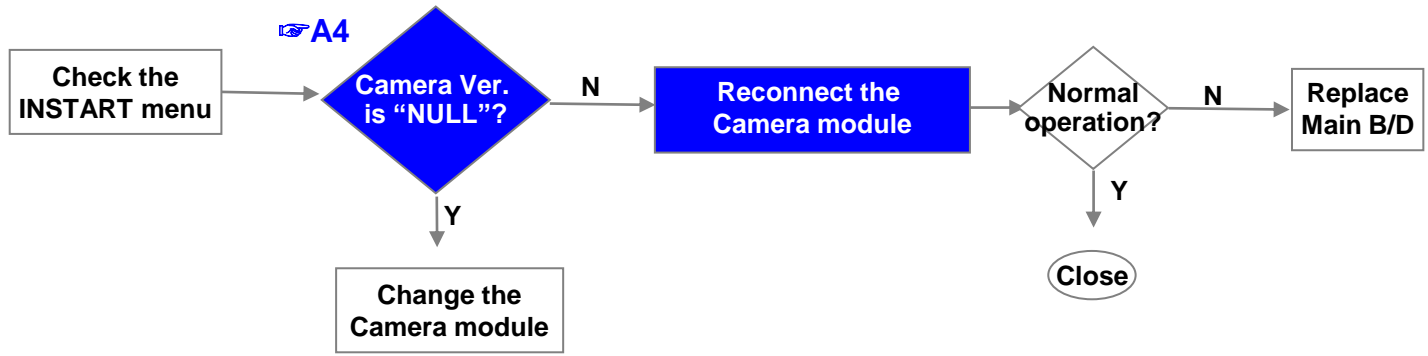 ☞A4
Check the
INSTART menu
Camera Ver.
is “NULL”?
N
Reconnect the
Camera module
Normal
operation?
N
Replace
Main B/D
Y
Change the
Camera module
Y
Close